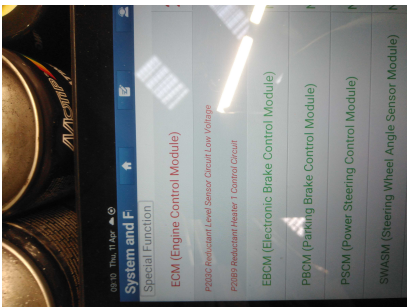 09:10 Thu, 11 Apr
System and F
Special Function
ECM (Engine Control Module)
P203C Reductant Level Sensor Circuit Low Voltage
P20B9 Reductant Heater 1 Control Circuit
EBCM (Electronic Brake Control Module)
PBCM (Parking Brake Control Module)
PSCM (Power Steering Control Module)
SWASM (Steering Wheel Angle Sensor Module)